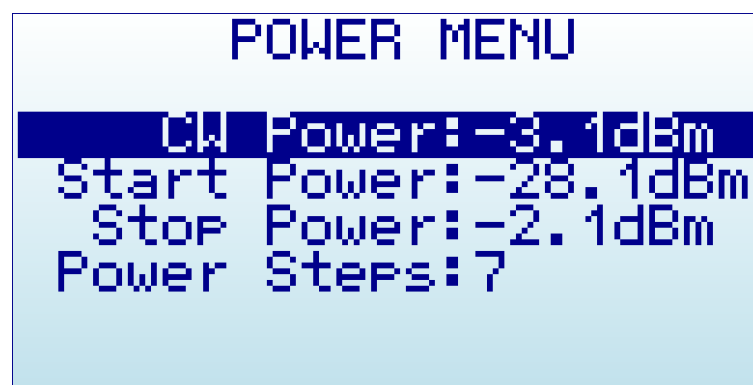 POWER MENU
CW Power:-3.1dBm
Start Power:-28.1dBm
Stop Power:-2.1dBm
Power Steps:7